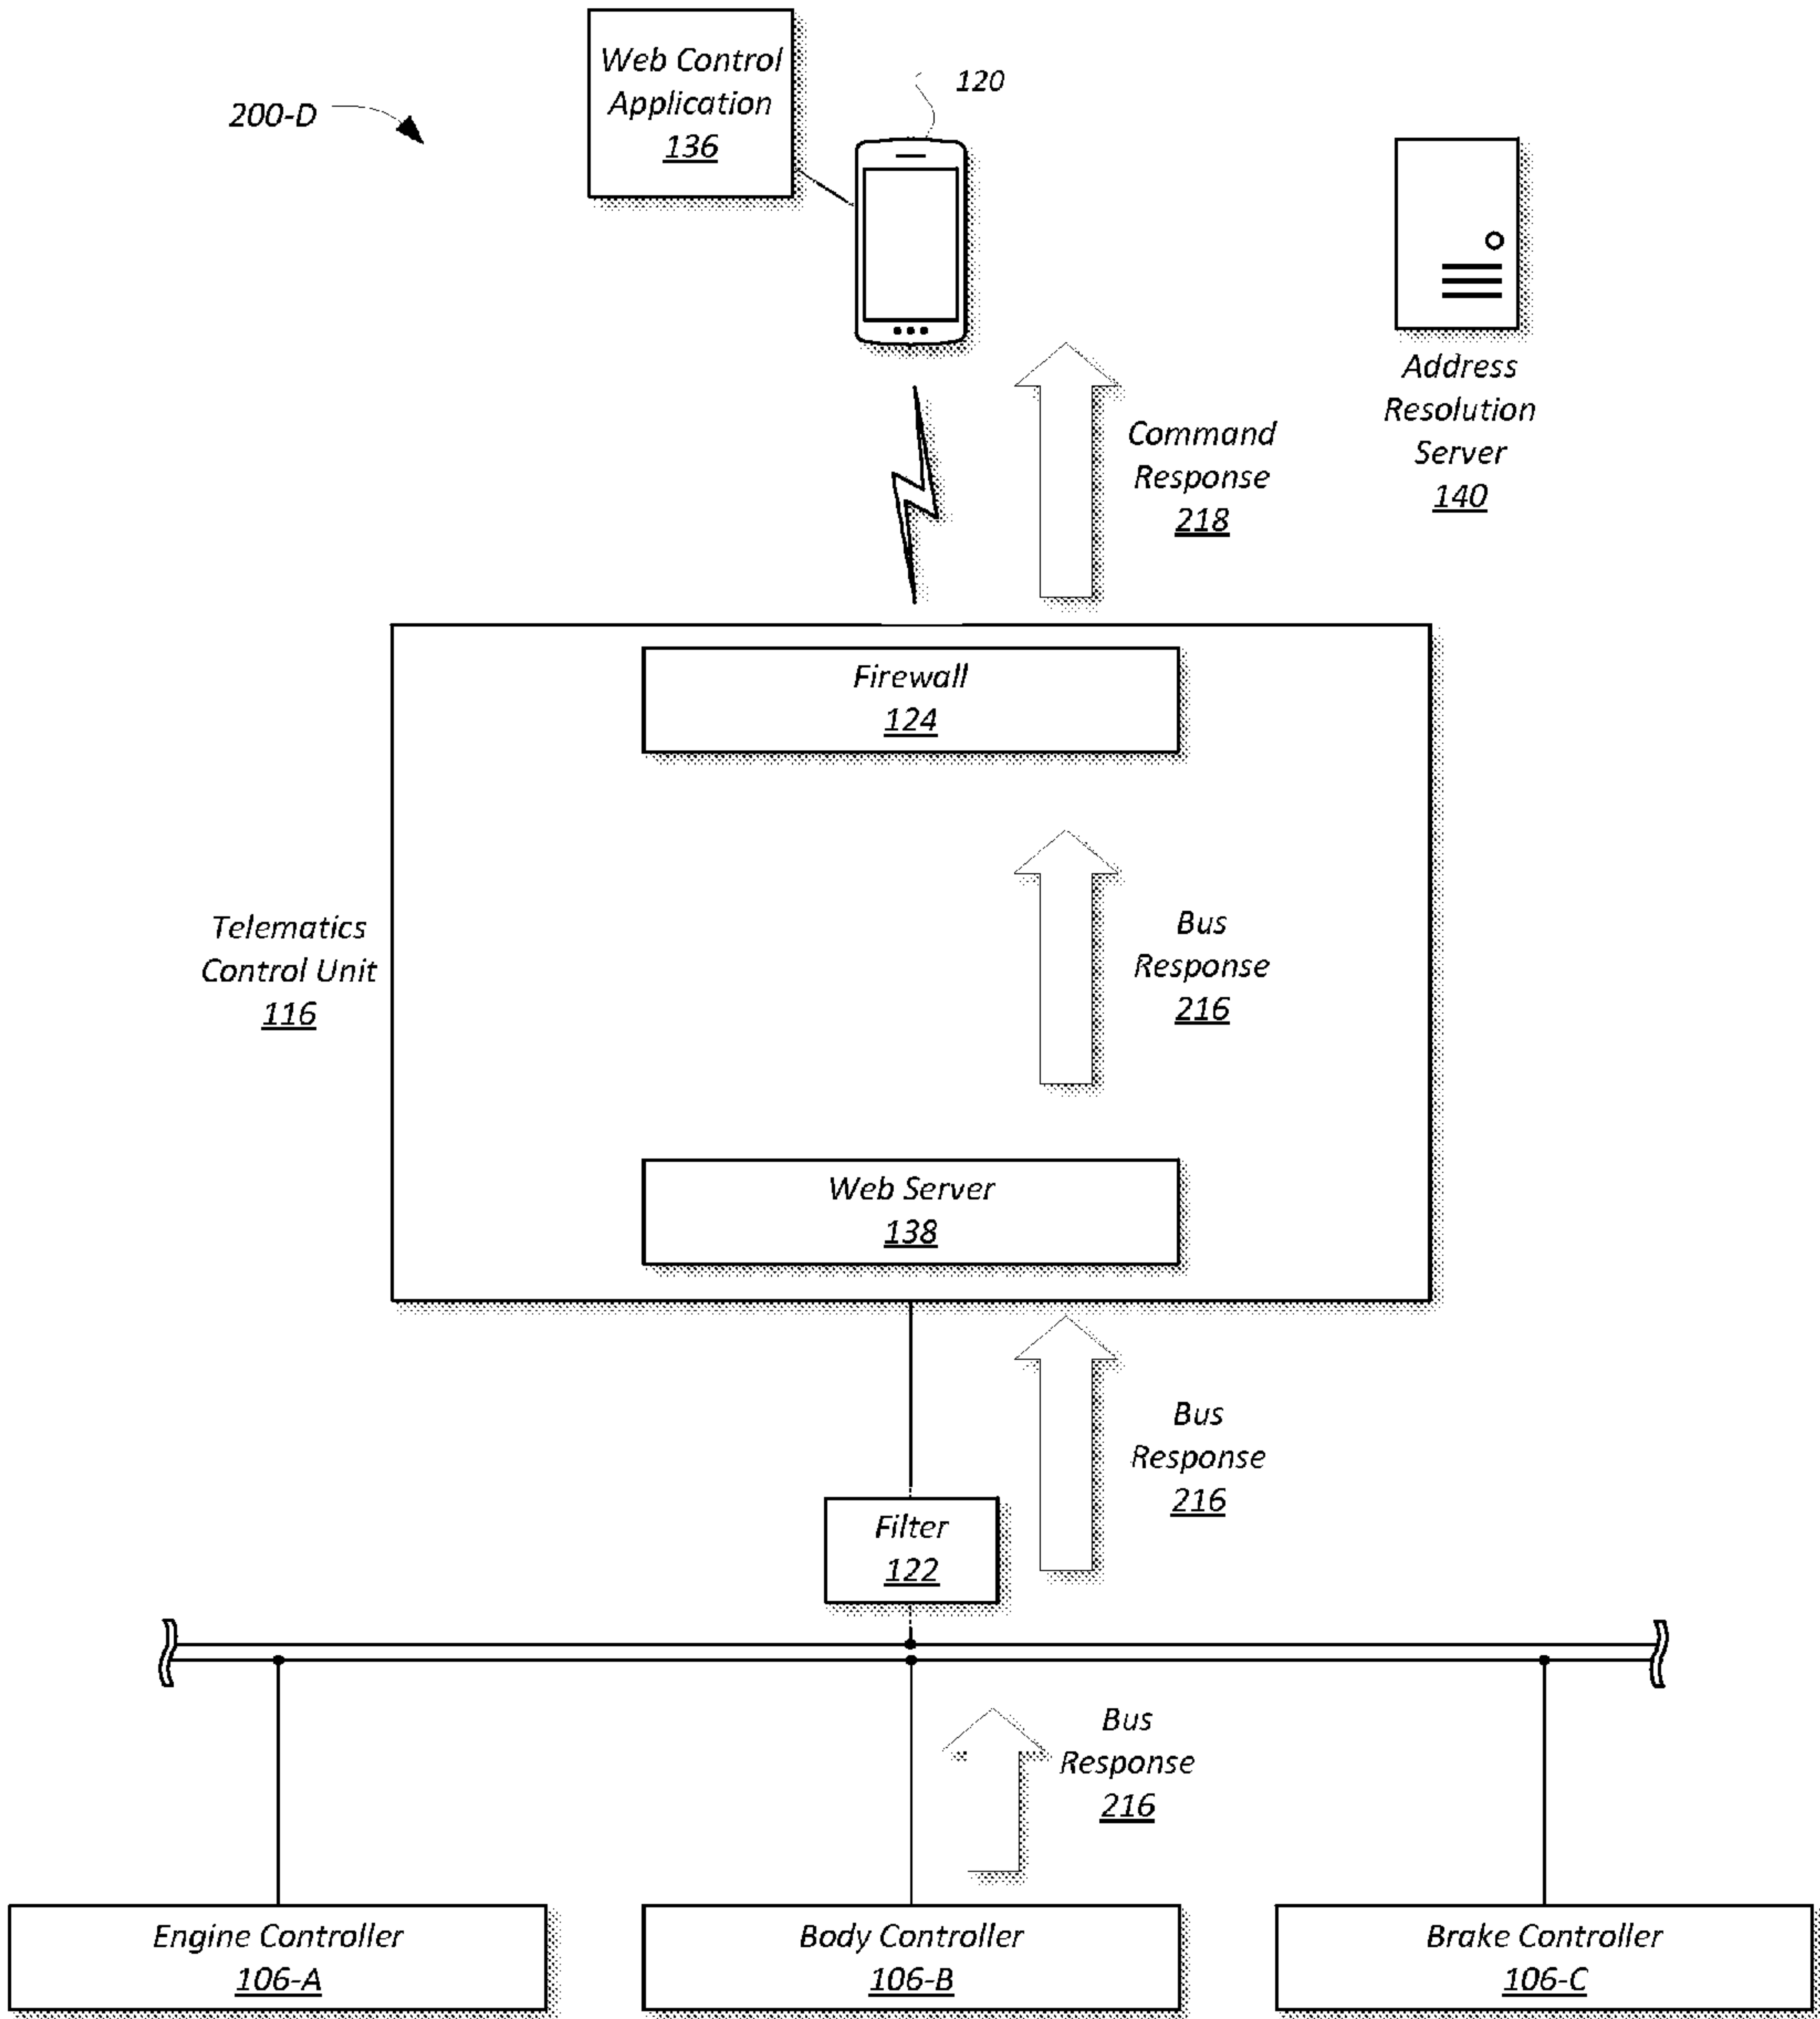 Web Control
Application
136
120
200-D
Address
Resolution
Server
140
Command
Response
218
Firewall
124
Telematics
Control Unit
116
Bus
Response
216
Web Server
138
Bus
Response
216
Filter
122
Bus
Response
216
Engine Controller
106-A
Body Controller
106-B
Brake Controller
106-C